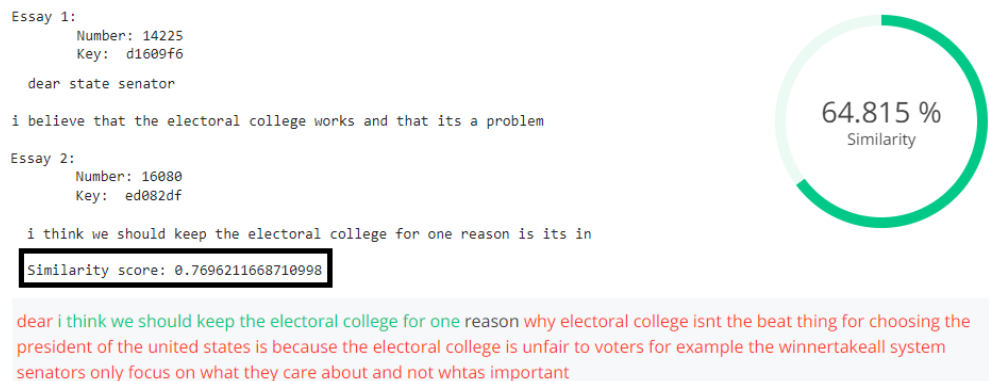 Essay 1:
Number: 14225
Key: d1609f6
dear state senator
i believe that the electoral college works and that its a problem
Essay 2:
Number: 16080
Key: ed082df
i think we should keep the electoral college for one reason is its in
Similarity score: 0.7696211668710998
64.815 %
Similarity
dear i think we should keep the electoral college for one reason why electoral college isnt the beat thing for choosing the
president of the united states is because the electoral college is unfair to voters for example the winnertakeall system
senators only focus on what they care about and not whtas important